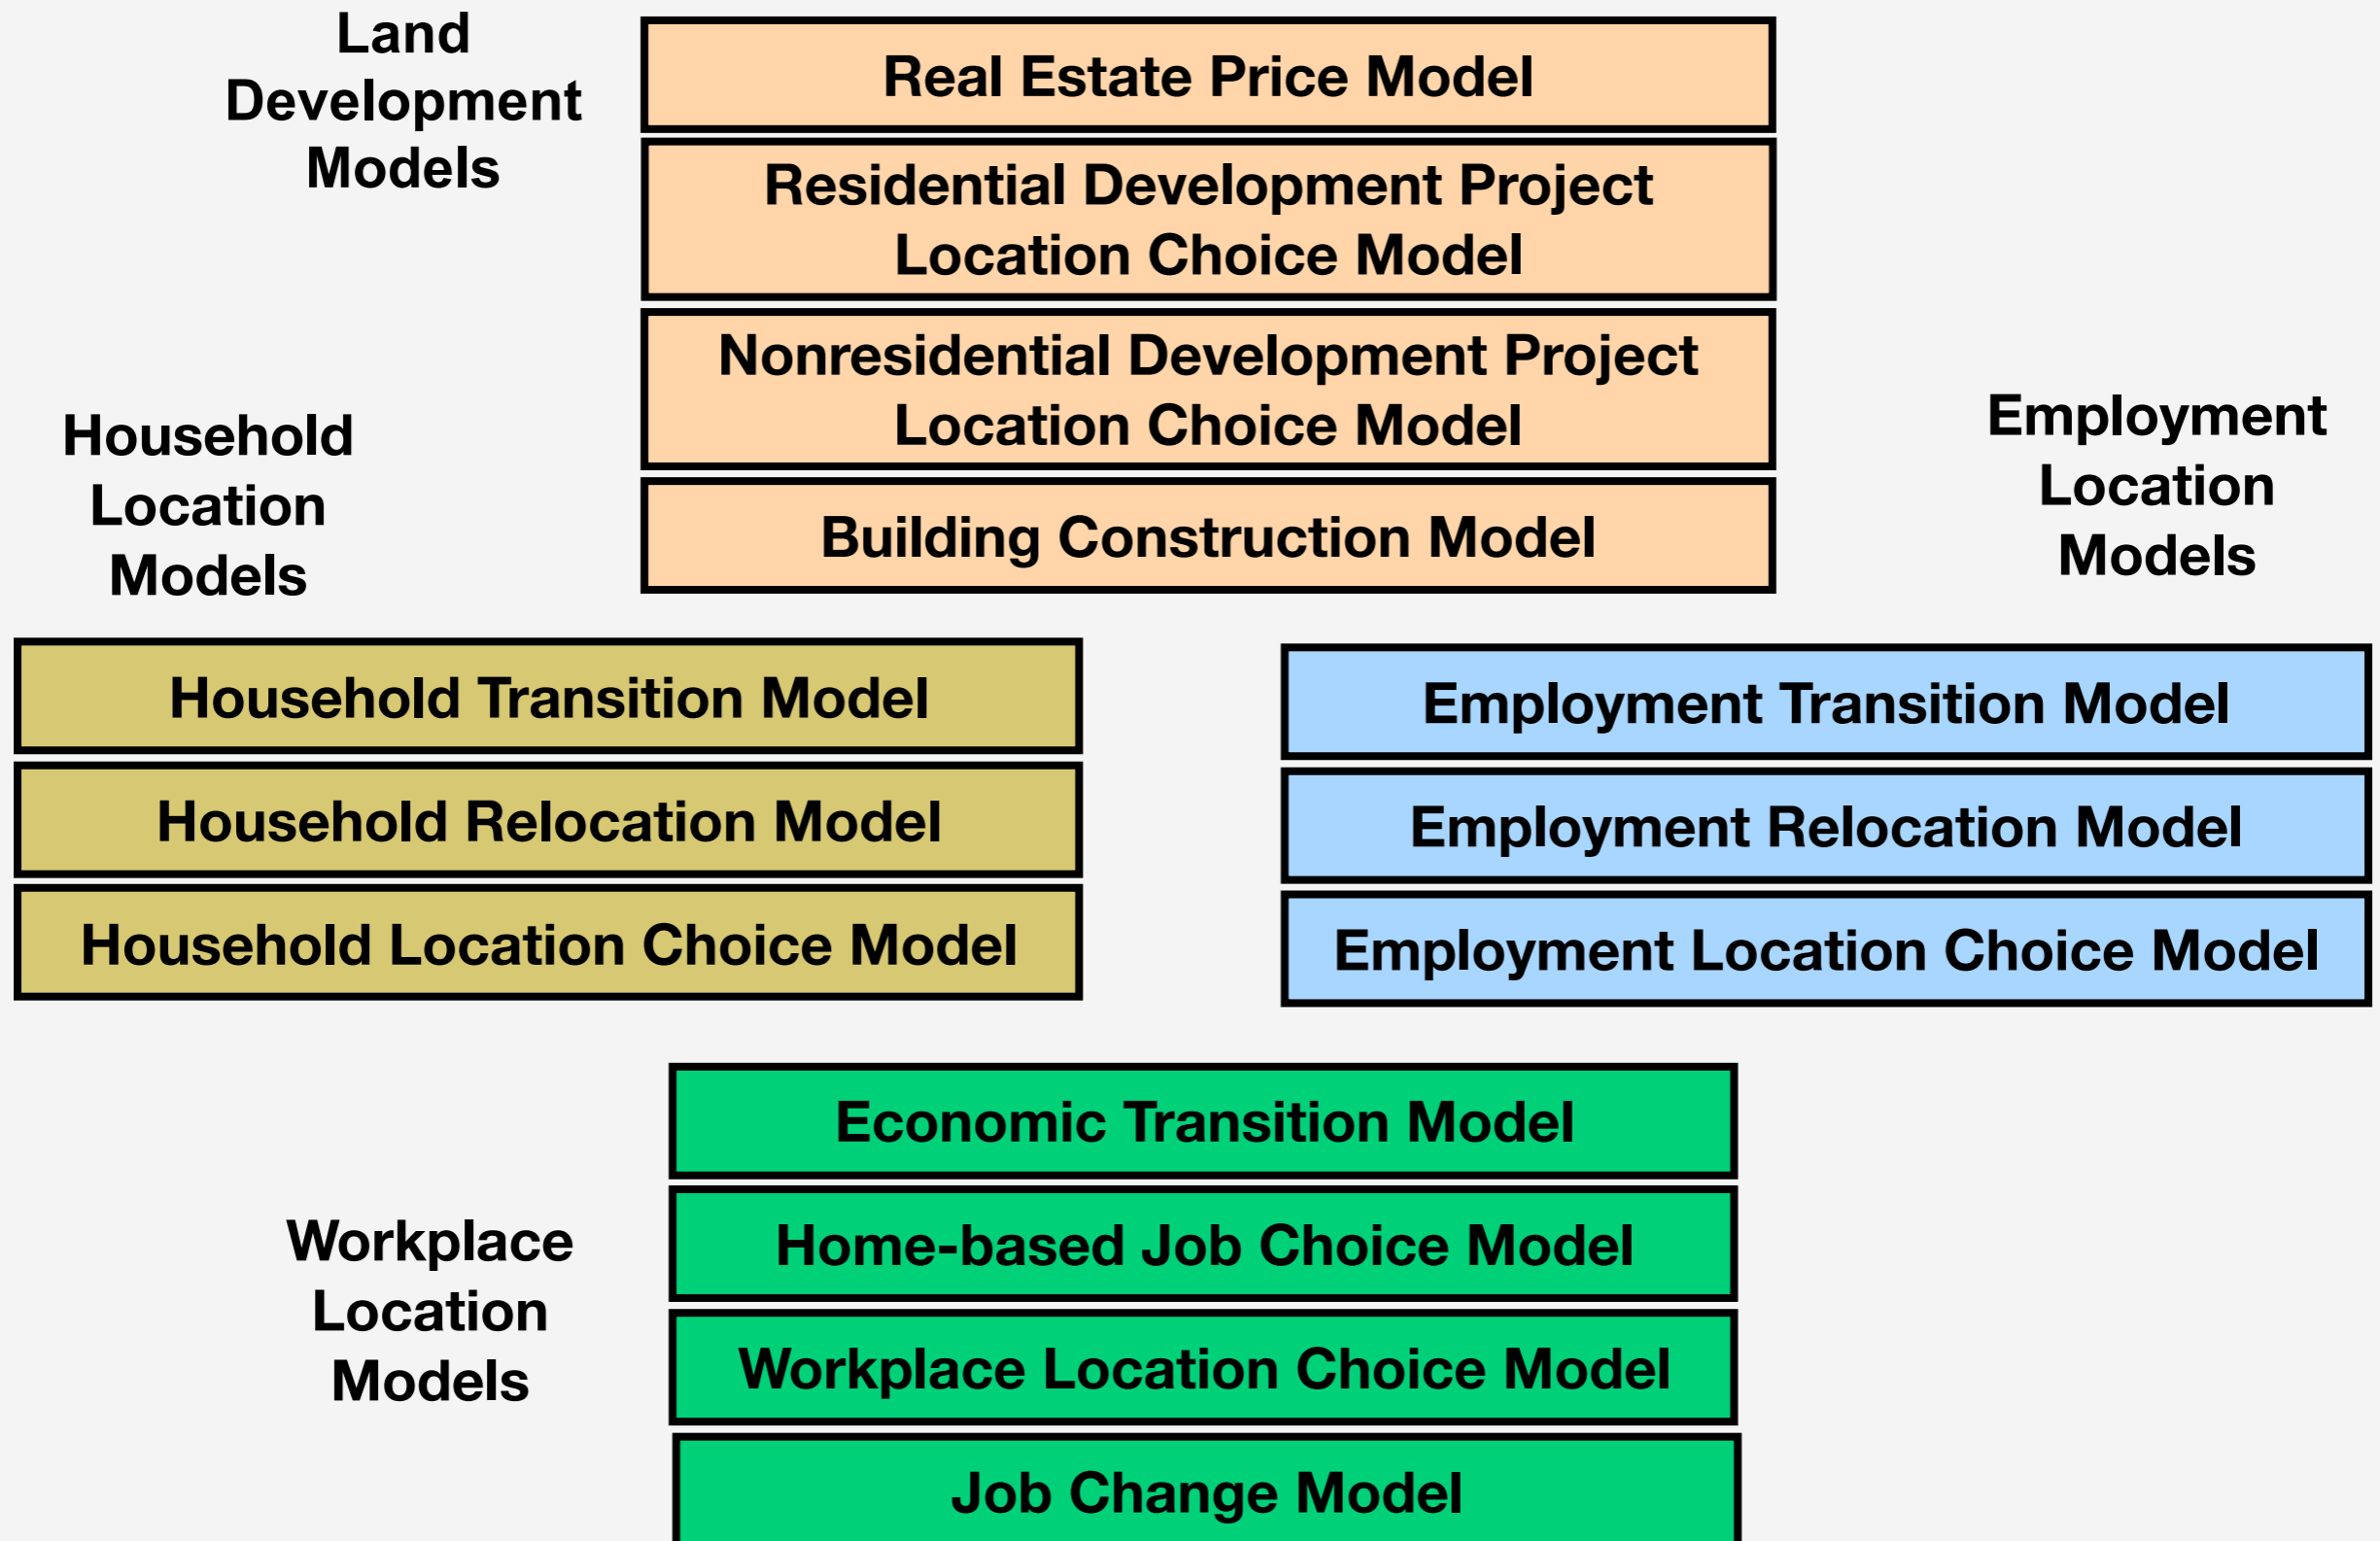 Land
Development
Models
Real Estate Price Model
Residential Development Project
Location Choice Model
Nonresidential Development Project
Location Choice Model
Building Construction Model
Household
Location
Models
Employment
Location
Models
Household Transition Model
Household Relocation Model
Household Location Choice Model
Employment Transition Model
Employment Relocation Model
Employment Location Choice Model
Workplace
Location
Models
Economic Transition Model
Home-based Job Choice Model
Workplace Location Choice Model
Job Change Model